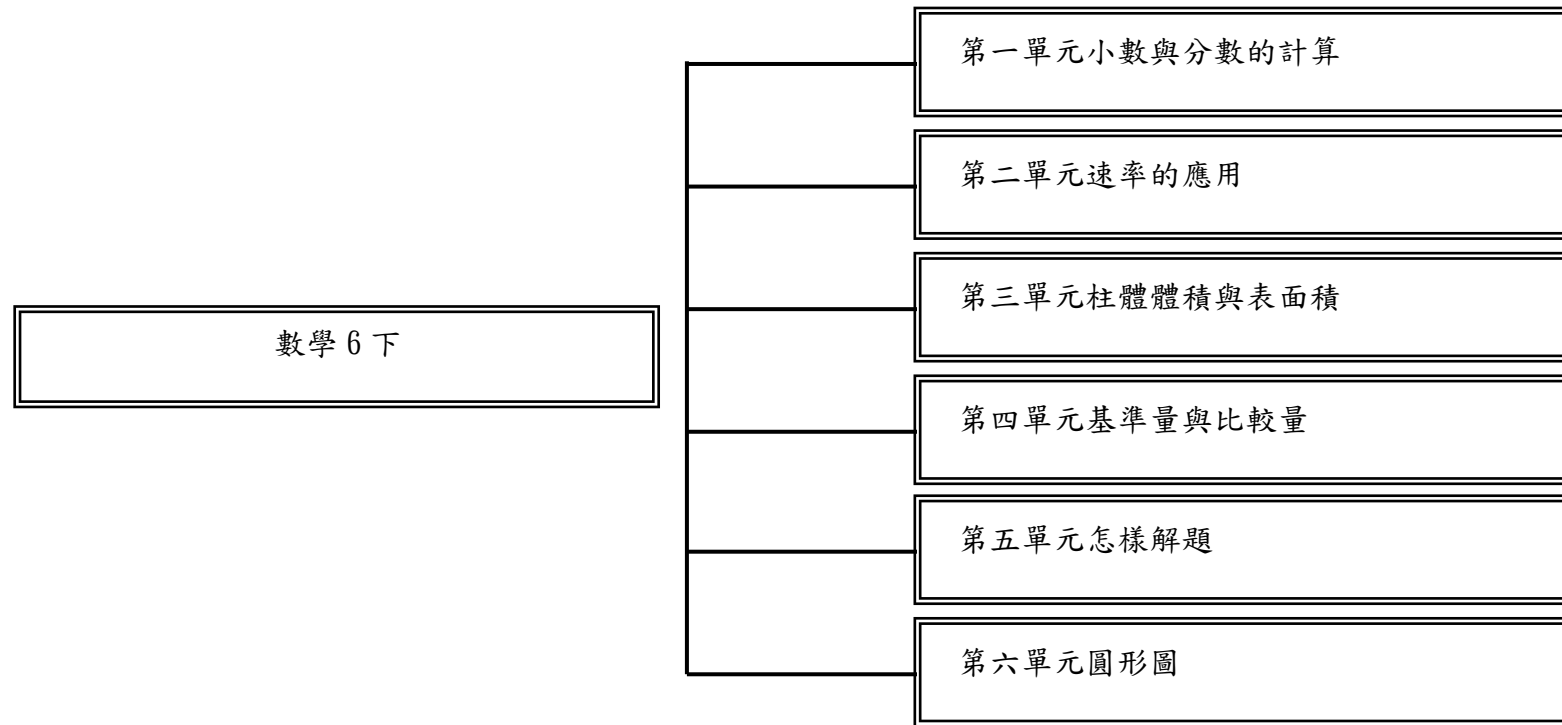 第一單元小數與分數的計算
第二單元速率的應用
第三單元柱體體積與表面積
數學 6 下
第四單元基準量與比較量
第五單元怎樣解題
第六單元圓形圖